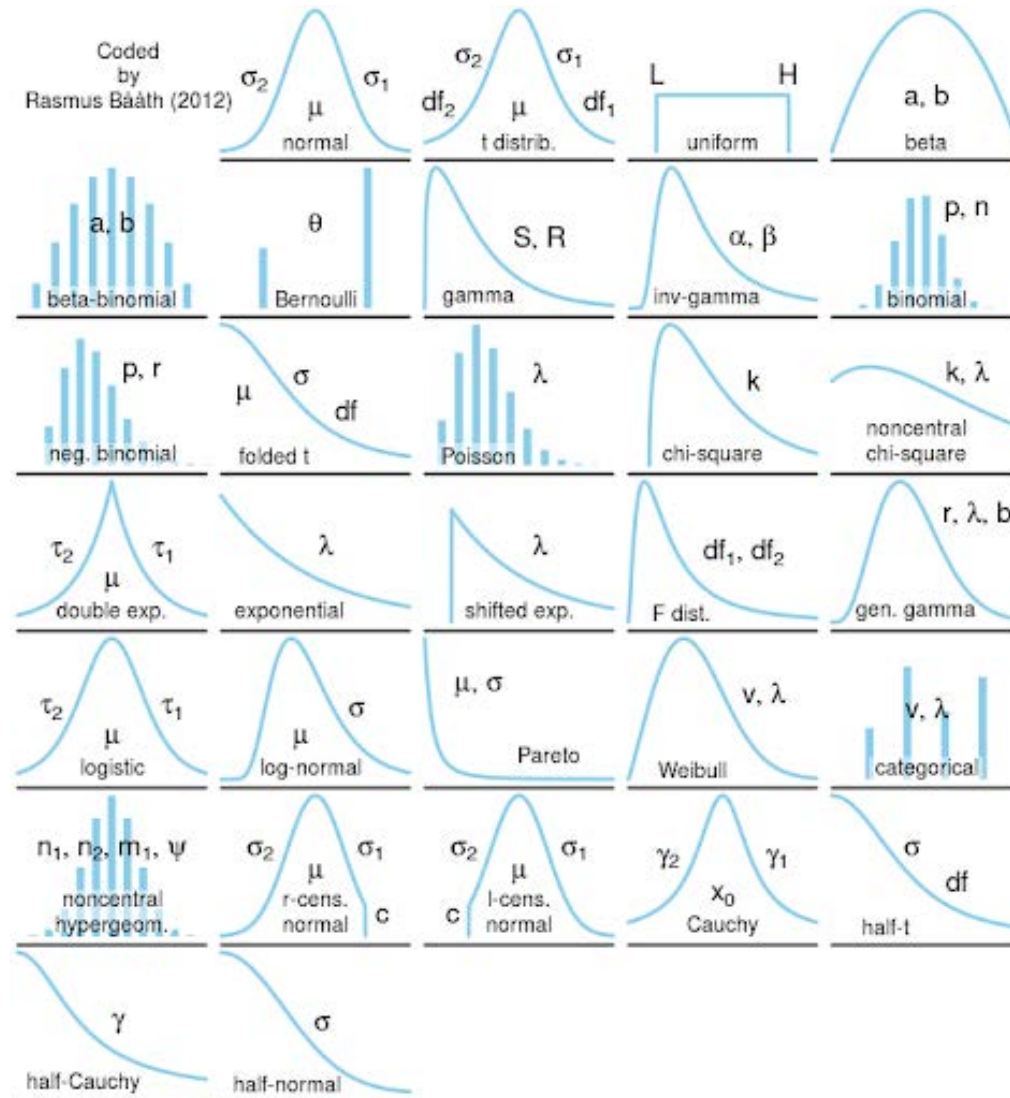 Coded
by
Rasmus Bååth (2012)
σ2 σ1
μ
normal
σ2 σ1
df2 μ df1
t distrib.
L H
uniform
a, b
beta
a, b
beta-binomial
θ
Bernoulli
S, R
gamma
α, β
inv-gamma
p, n
binomial
p, r
neg. binomial
μ σ df
folded t
λ
Poisson
k
chi-square
k, λ
noncentral
chi-square
τ2 τ1
μ
double exp.
λ
exponential
λ
shifted exp.
df1, df2
F dist.
r, λ, b
gen. gamma
τ2 τ1
μ
logistic
σ
μ
log-normal
μ, σ
Pareto
v, λ
Weibull
v, λ
categorical
n1, n2, m1, ψ
noncentral
hypergeom.
σ2 σ1
μ
r-cens.
normal c
σ2 σ1
μ
l-cens.
c normal
γ2 γ1
x0
Cauchy
σ
df
half-t
γ
half-Cauchy
σ
half-normal